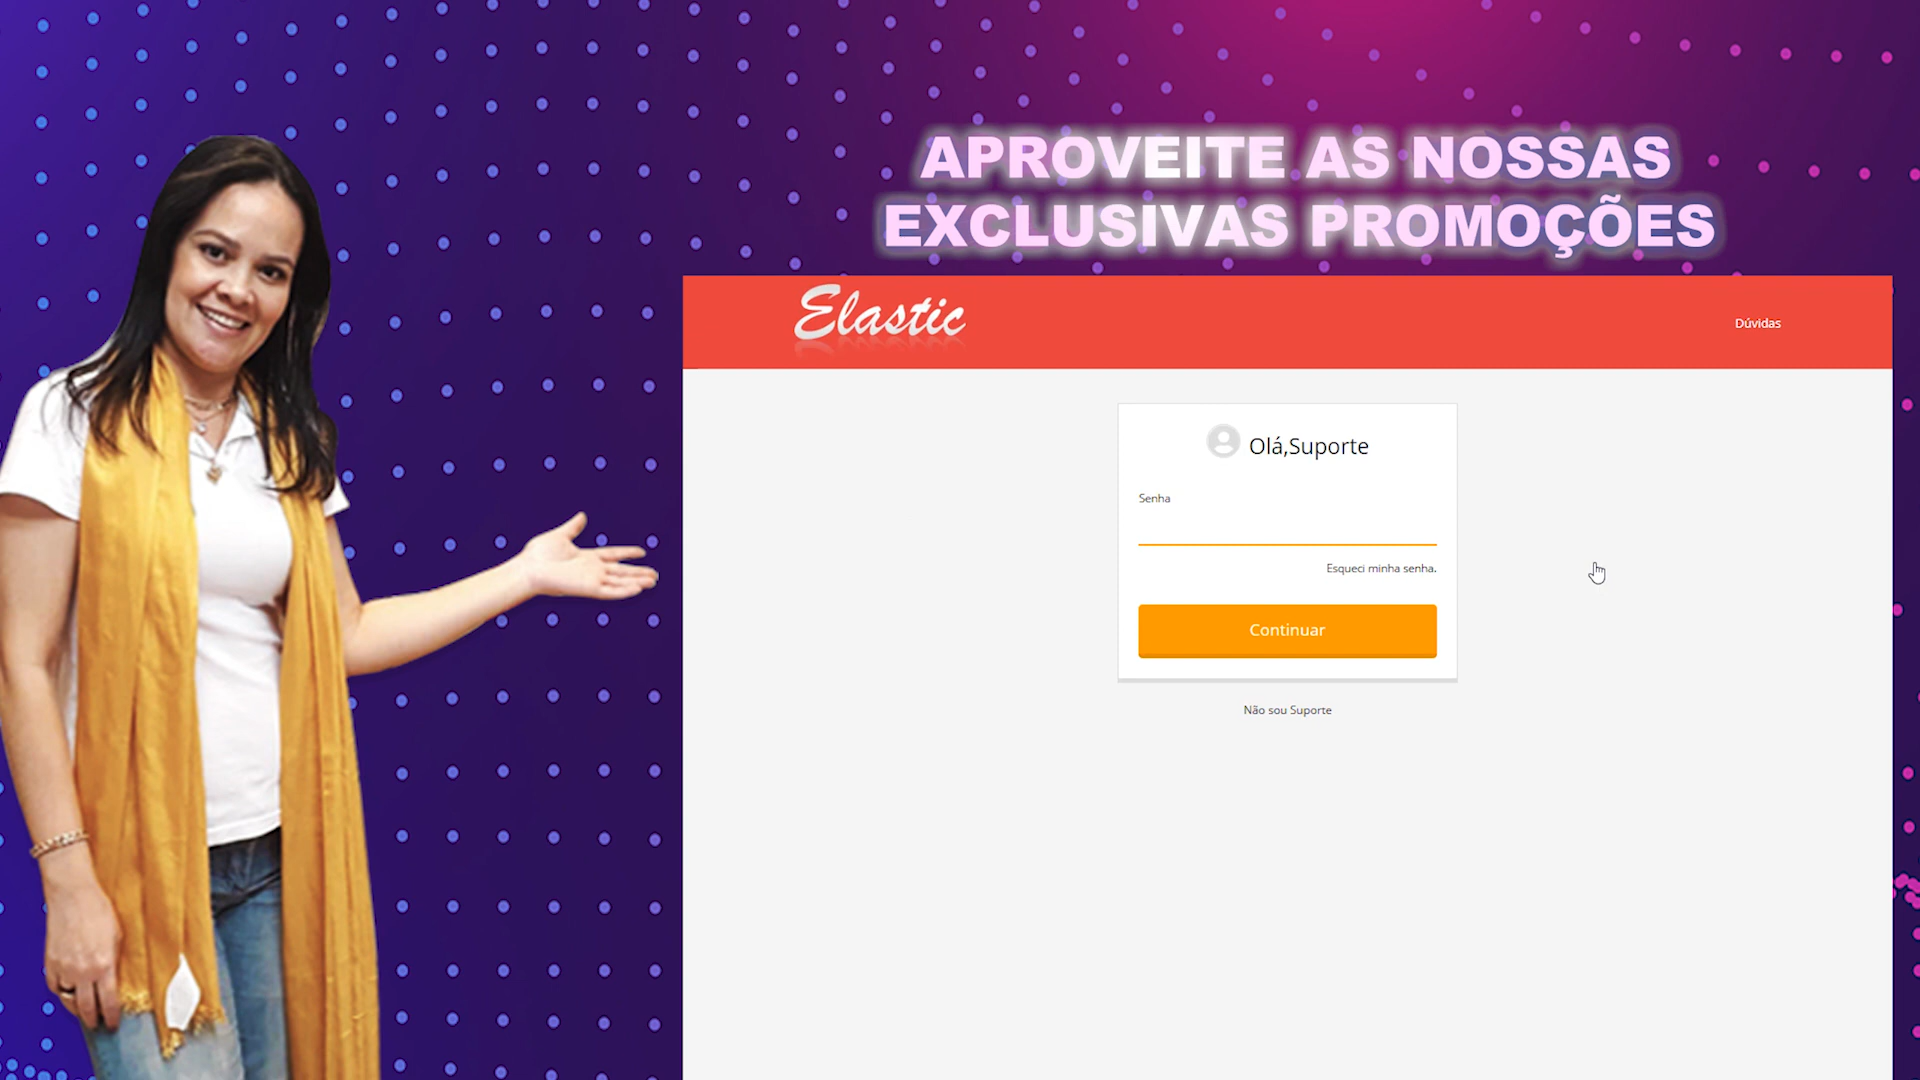 APROVEITE AS NOSSAS
EXCLUSIVAS PROMOÇÕES
Elastic
Dúvidas
Olá,Suporte
Senha
Esqueci minha senha.
Continuar
Não sou Suporte